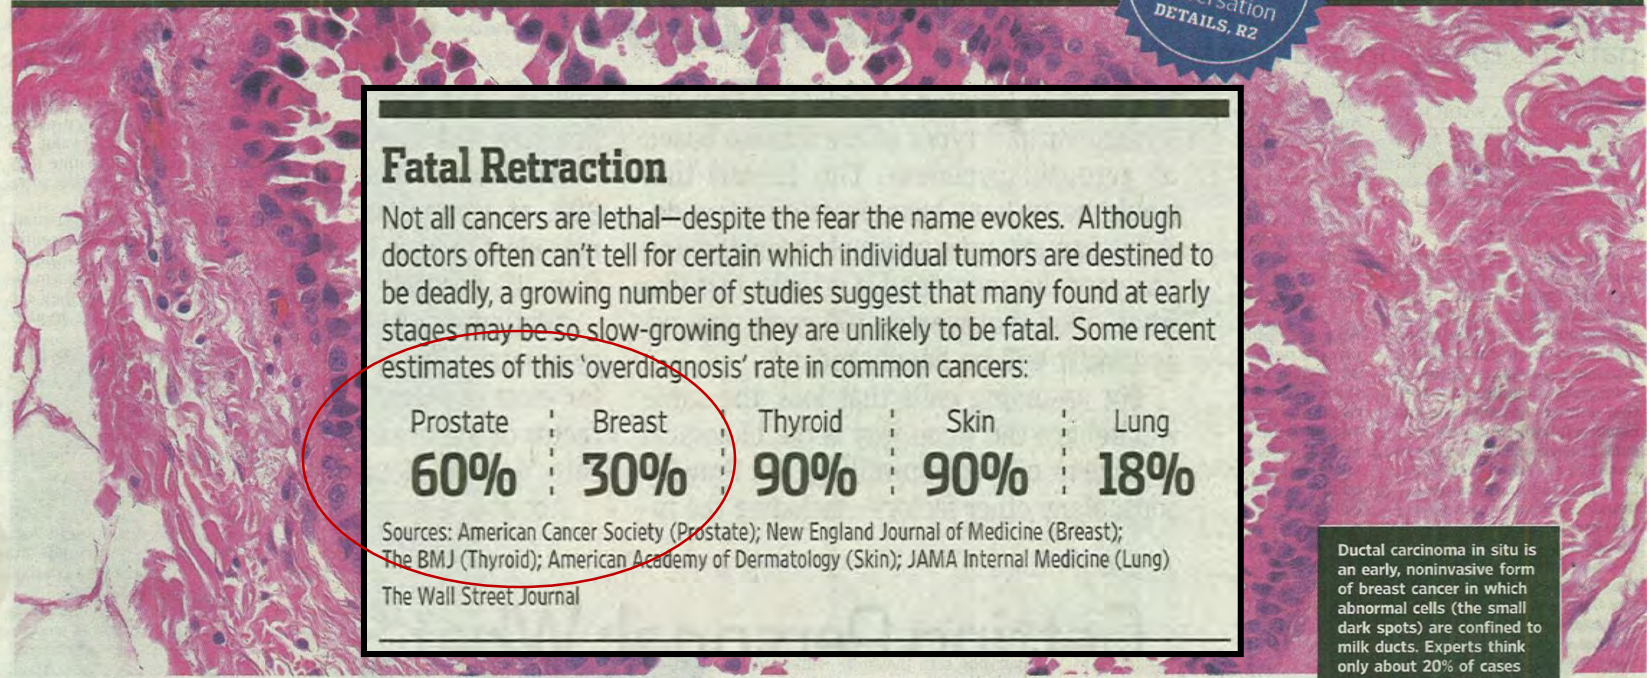 DETAILS, R2
Fatal Retraction
Not all cancers are lethal—despite the fear the name evokes. Although
doctors often can't tell for certain which individual tumors are destined to
be deadly, a growing number of studies suggest that many found at early
stages may be so slow-growing they are unlikely to be fatal. Some recent
estimates of this 'overdiagnosis' rate in common cancers:
Prostate Breast Thyroid Skin Lung
60% 30% 90% 90% 18%
Sources: American Cancer Society (Prostate); New England Journal of Medicine (Breast);
The BMJ (Thyroid); American Academy of Dermatology (Skin); JAMA Internal Medicine (Lung)
The Wall Street Journal
Ductal carcinoma in situ is
an early, noninvasive form
of breast cancer in which
abnormal cells (the small
dark spots) are confined to
milk ducts. Experts think
only about 20% of cases